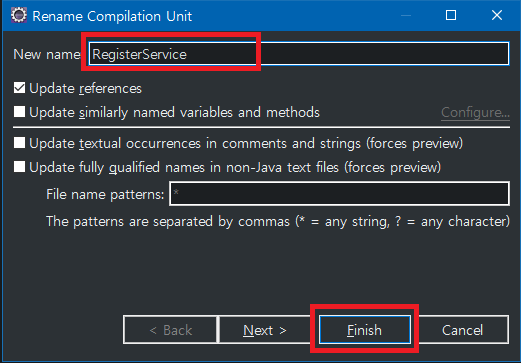 Rename Compilation Unit
New name: RegisterService
Update references
Update similarly named variables and methods Configure...
Update textual occurrences in comments and strings (forces preview)
Update fully qualified names in non-Java text files (forces preview)
File name patterns: *
The patterns are separated by commas (* = any string, ? = any character)
< Back Next > Finish Cancel